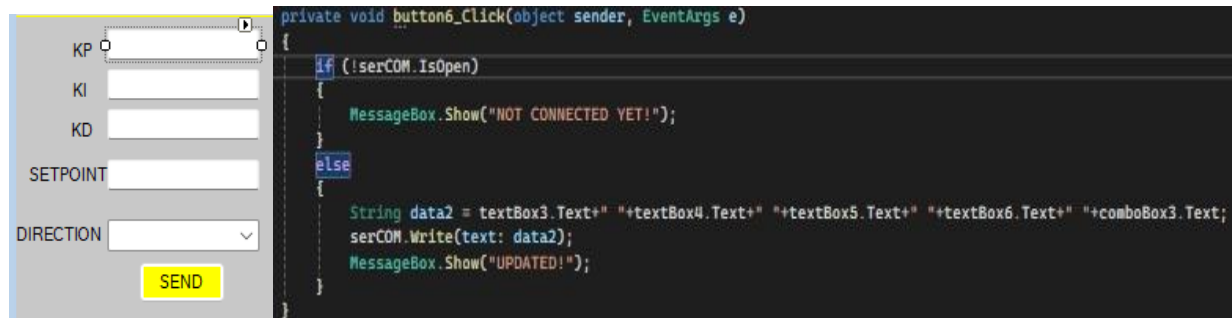 KP
KI
KD
SETPOINT
DIRECTION
SEND
private void button6_Click(object sender, EventArgs e)
{
if (!serCOM.IsOpen)
{
MessageBox.Show("NOT CONNECTED YET!");
}
else
{
String data2 = textBox3.Text+" "+textBox4.Text+" "+textBox5.Text+" "+textBox6.Text+" "+comboBox3.Text;
serCOM.Write(text: data2);
MessageBox.Show("UPDATED!");
}
}